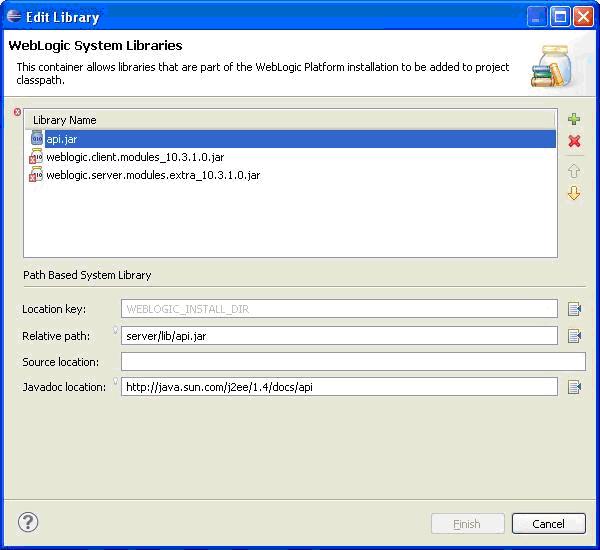 Edit Library
WebLogic System Libraries
This container allows libraries that are part of the WebLogic Platform installation to be added to project
classpath.
Library Name
api.jar
weblogic.client.modules_10.3.1.0.jar
weblogic.server.modules.extra_10.3.1.0.jar
Path Based System Library
Location key: WEBLOGIC_INSTALL_DIR
Relative path: server/lib/api.jar
Source location:
Javadoc location: http://java.sun.com/j2ee/1.4/docs/api
Finish Cancel